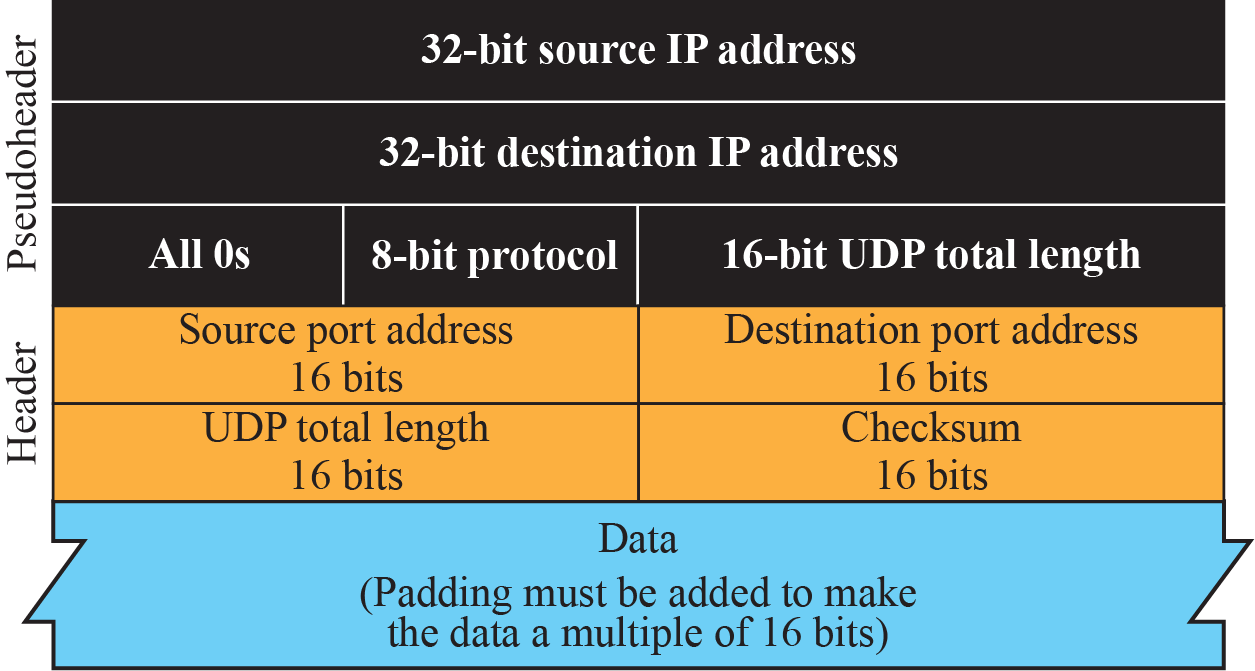 Pseudoheader
32-bit source IP address
32-bit destination IP address
All 0s
8-bit protocol
16-bit UDP total length
Header
Source port address
16 bits
Destination port address
16 bits
UDP total length
16 bits
Checksum
16 bits
Data
(Padding must be added to make
the data a multiple of 16 bits)